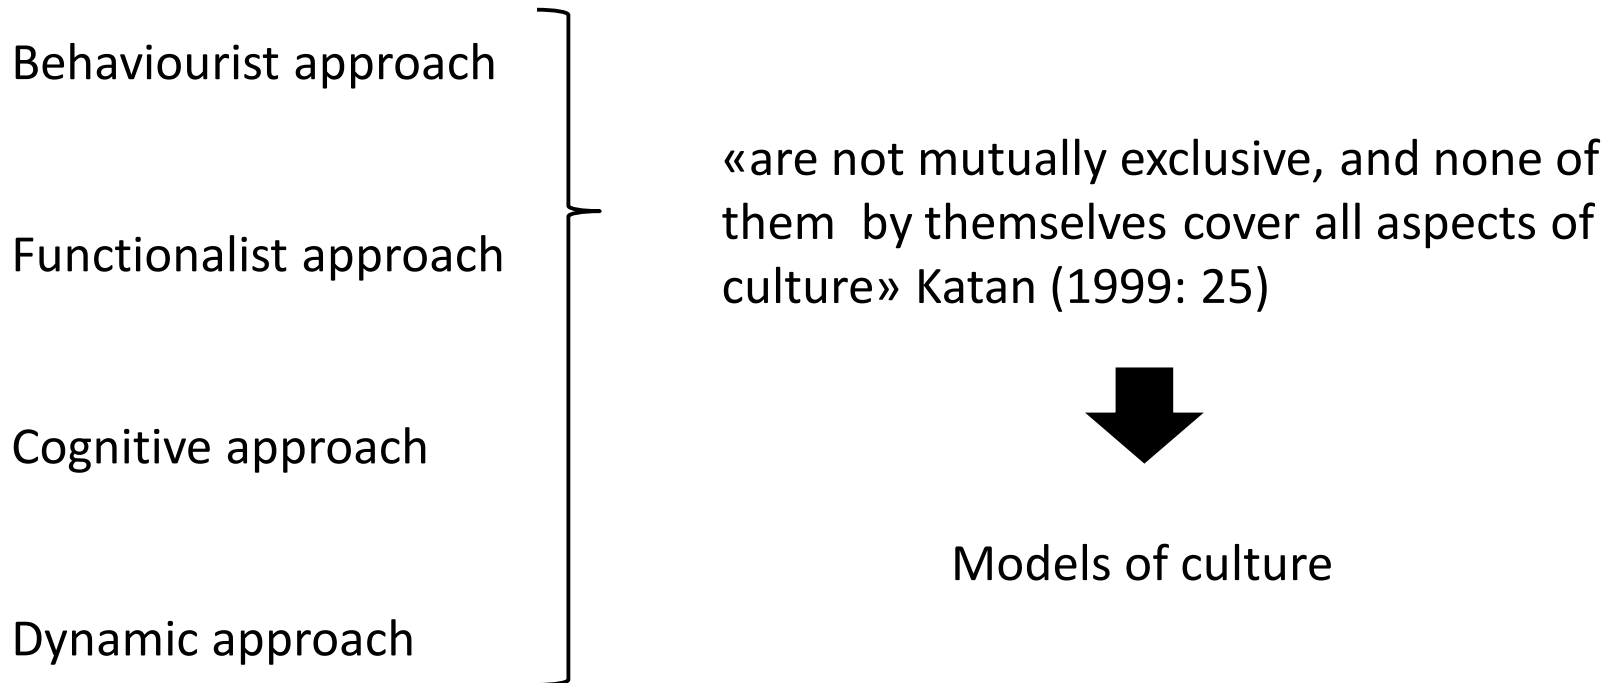 Behaviourist approach
Functionalist approach
Cognitive approach
Dynamic approach
«are not mutually exclusive, and none of
them  by themselves cover all aspects of
culture» Katan (1999: 25)
Models of culture